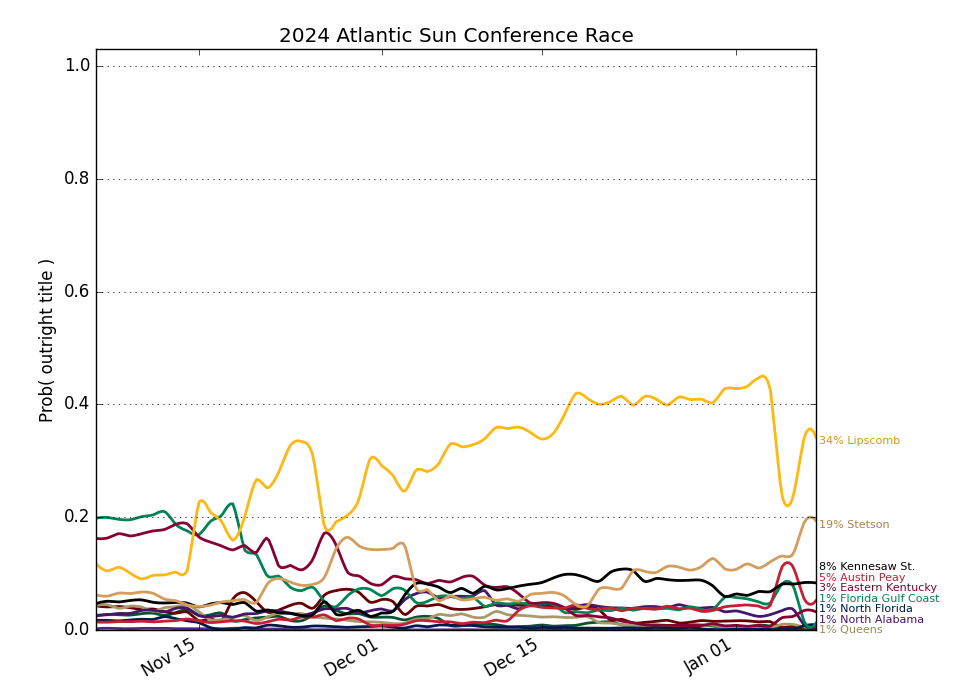 2024 Atlantic Sun Conference Race
1.0
0.8
0.6
0.4
0.2
0.0
Prob( outright title )
Nov 15
Dec 01
Dec 15
Jan 01
34% Lipscomb
19% Stetson
8% Kennesaw St.
5% Austin Peay
3% Eastern Kentucky
1% Florida Gulf Coast
1% North Florida
1% North Alabama
1% Queens